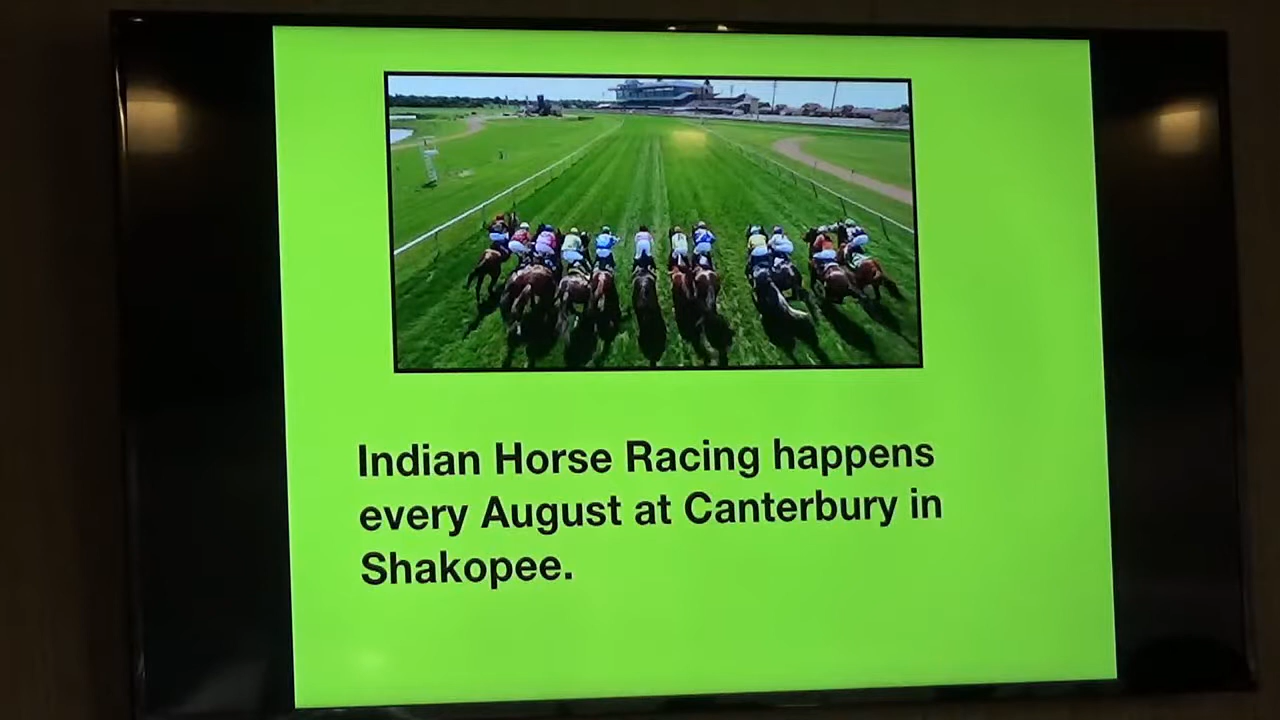 Indian Horse Racing happens
every August at Canterbury in
Shakopee.